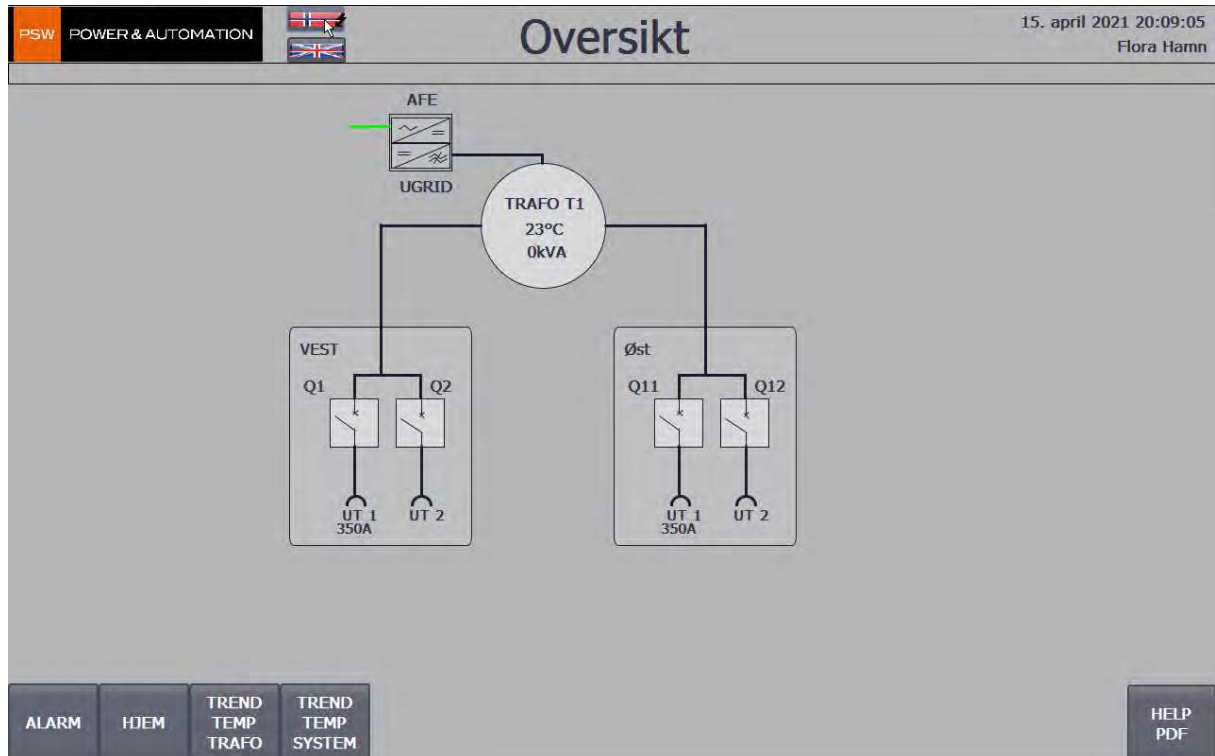 PSW POWER & AUTOMATION
Oversikt
15. april 2021 20:09:05
Flora Hamn
AFE
UGRID
TRAFO T1
23°C
0kVA
VEST
Q1 Q2
UT 1 UT 2
350A
Øst
Q11 Q12
UT 1 UT 2
350A
ALARM
HJEM
TREND
TEMP
TRAFO
TREND
TEMP
SYSTEM
HELP
PDF